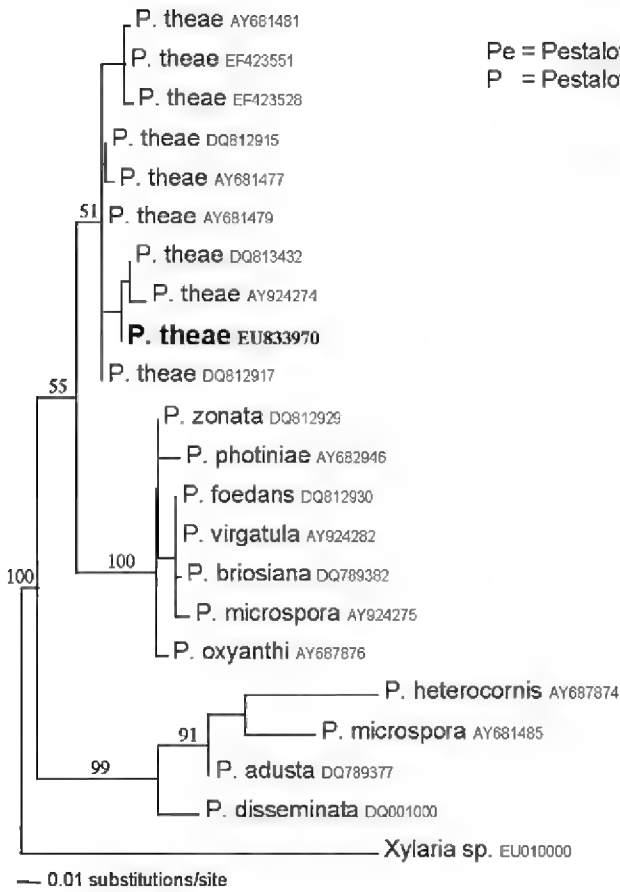 P. theae AY681481
P. theae EF423551
P. theae EF423528
P. theae DQ812915
P. theae AY681477
51
P. theae AY681479
P. theae DQ813432
P. theae AY924274
P. theae EU833970
P. theae DQ812917
55
P. zonata DQ812929
P. photiniae AY682946
P. foedans DQ812930
P. virgatula AY924282
P. briosiana DQ789382
100
P. microspora AY924275
P. oxyanthi AY687876
100
P. heterocornis AY687874
91
P. microspora AY681485
P. adusta DQ789377
99
P. disseminata DQ001000
Xylaria sp. EU010000
0.01 substitutions/site
Pe = Pestalot
P = Pestalot